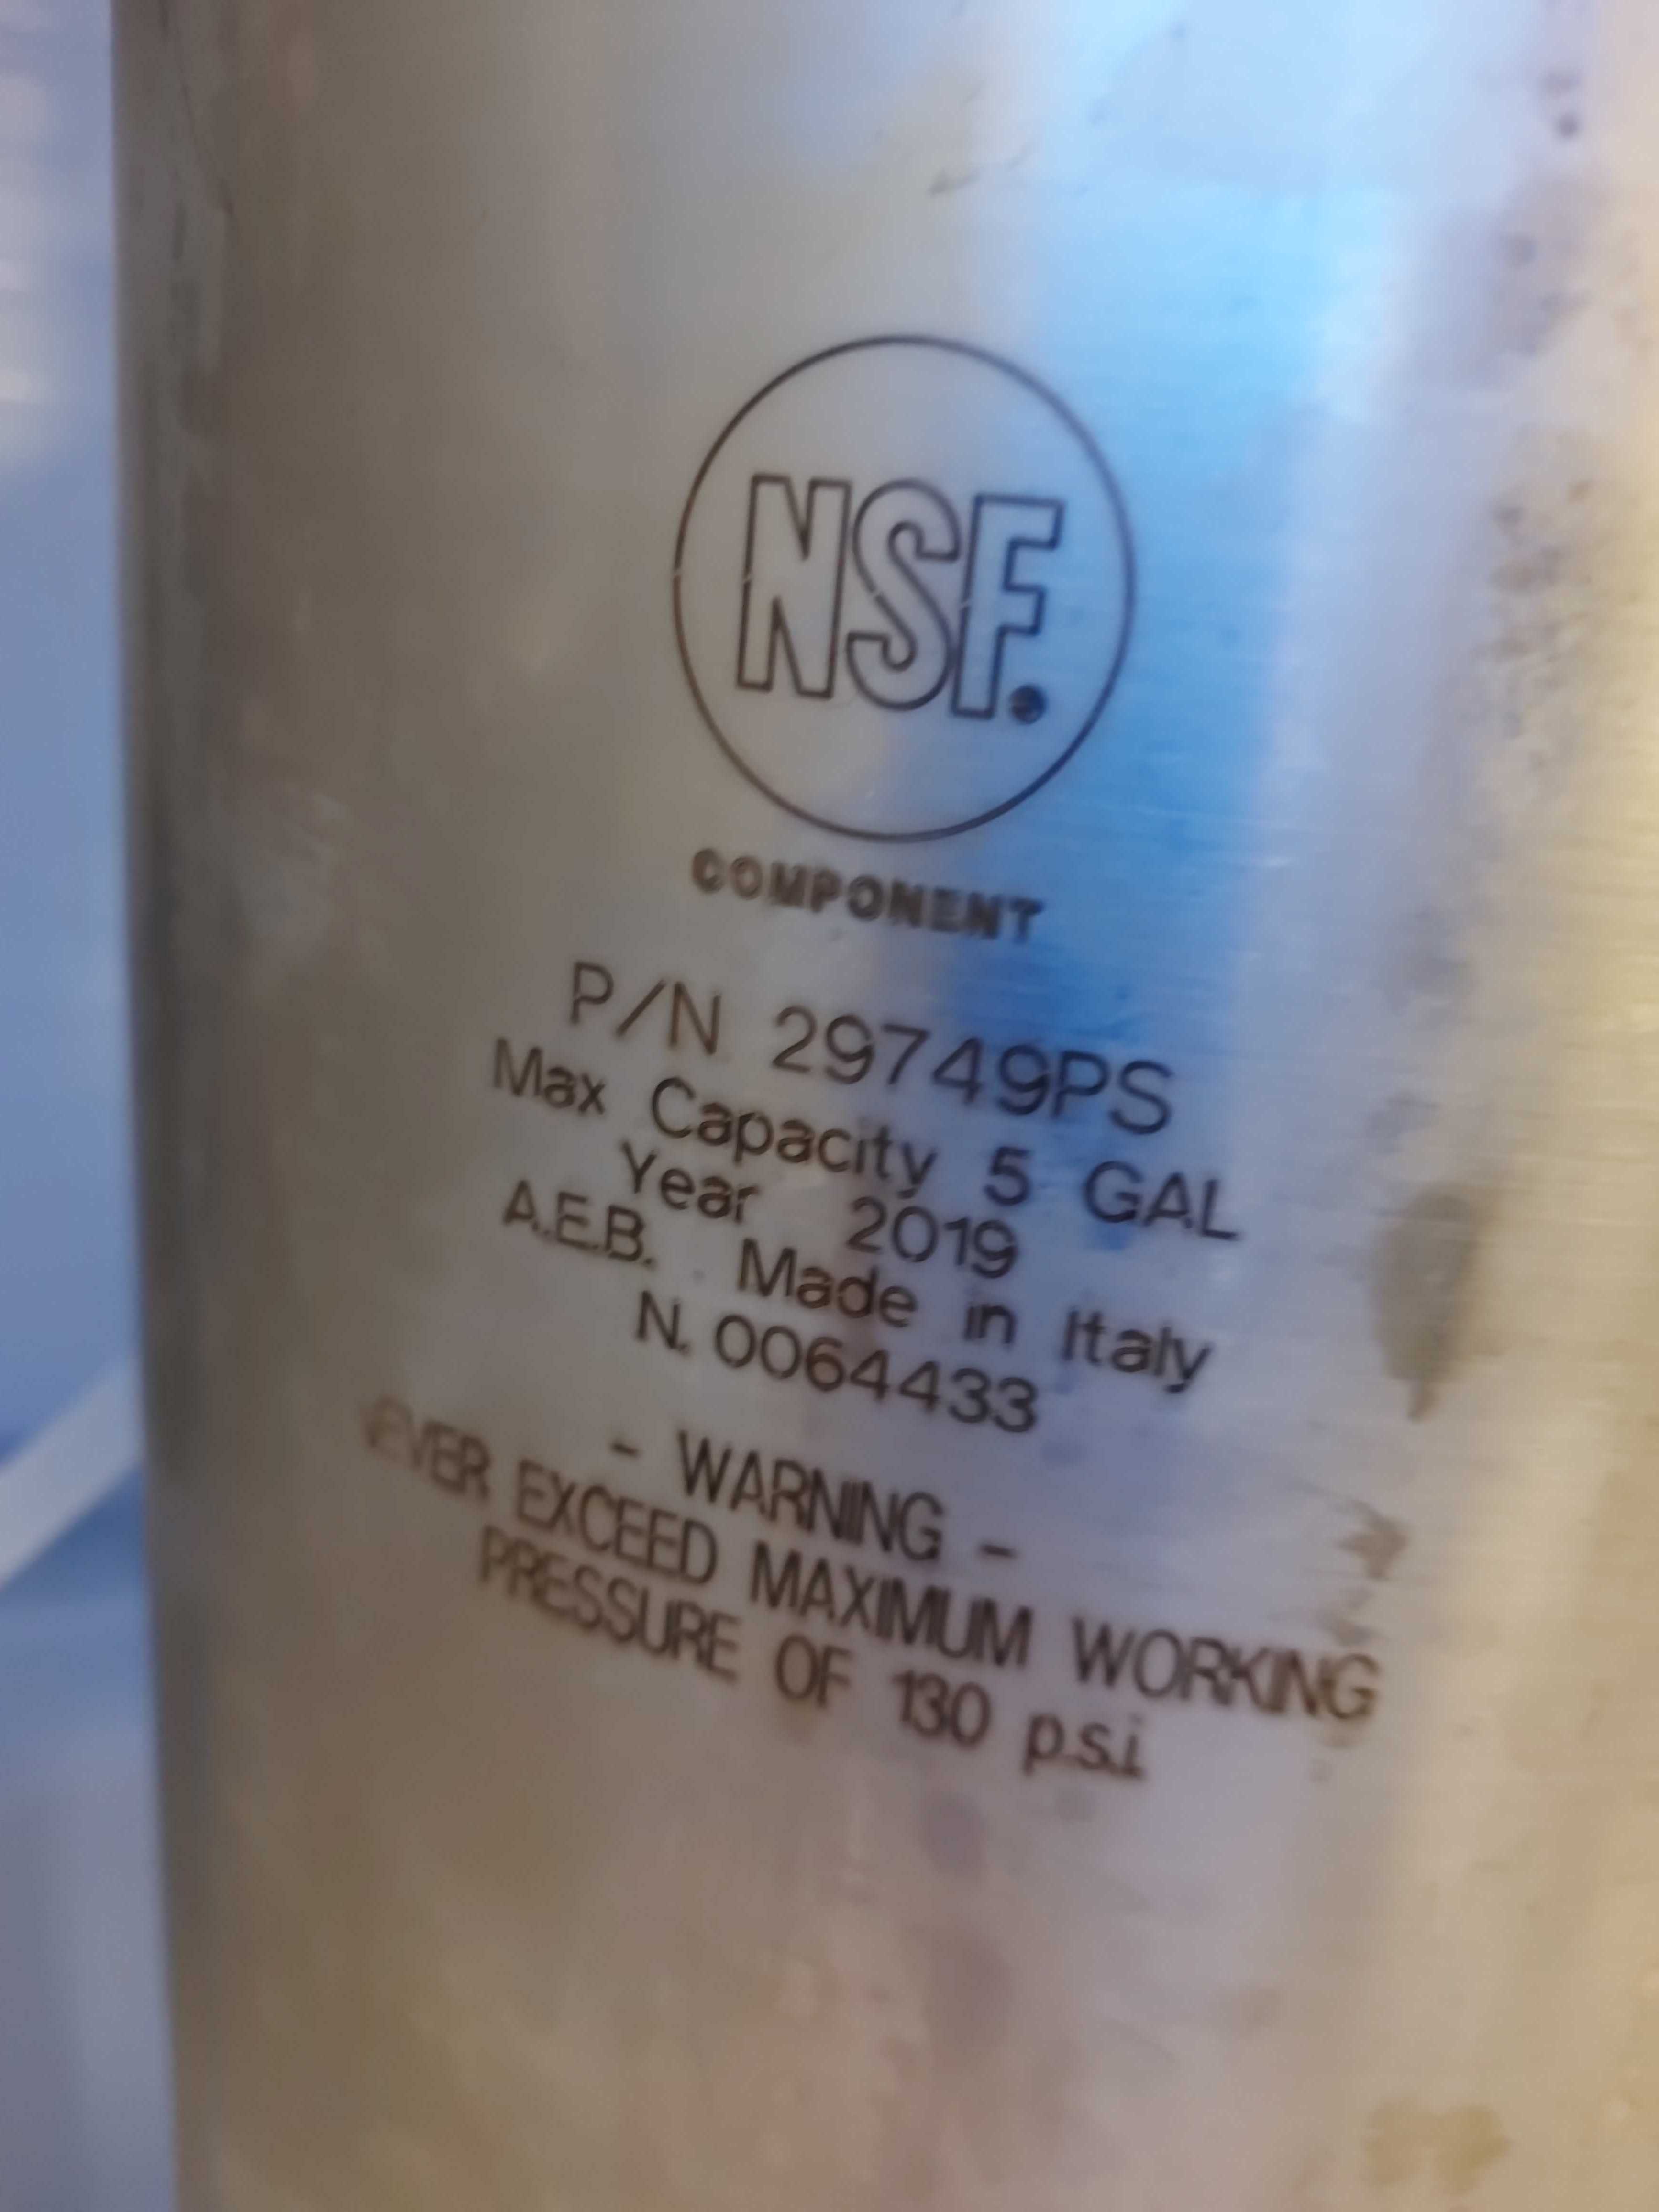 NSF.
COMPONENT
P/N 29749PS
Max Capacity 5 GAL
Year 2019
A.E.B. Made in Italy
N. 0064433
- WARNING -
NEVER EXCEED MAXIMUM WORKING
PRESSURE OF 130 p.s.i.